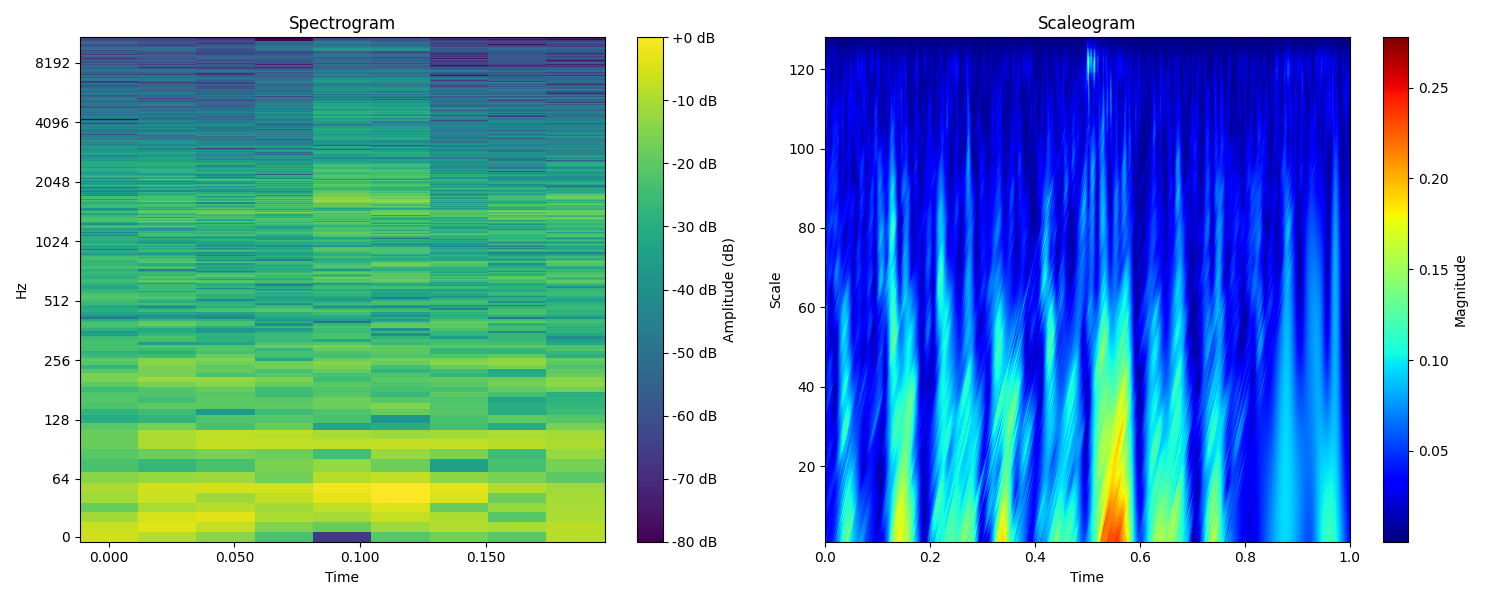 Spectrogram
Hz
8192
4096
2048
1024
512
256
128
64
0
0.000
0.050
0.100
0.150
Time
+0 dB
-10 dB
-20 dB
-30 dB
-40 dB
-50 dB
-60 dB
-70 dB
-80 dB
Amplitude (dB)
Scaleogram
Scale
120
100
80
60
40
20
0.0
0.2
0.4
0.6
0.8
1.0
Time
0.25
0.20
0.15
0.10
0.05
Magnitude